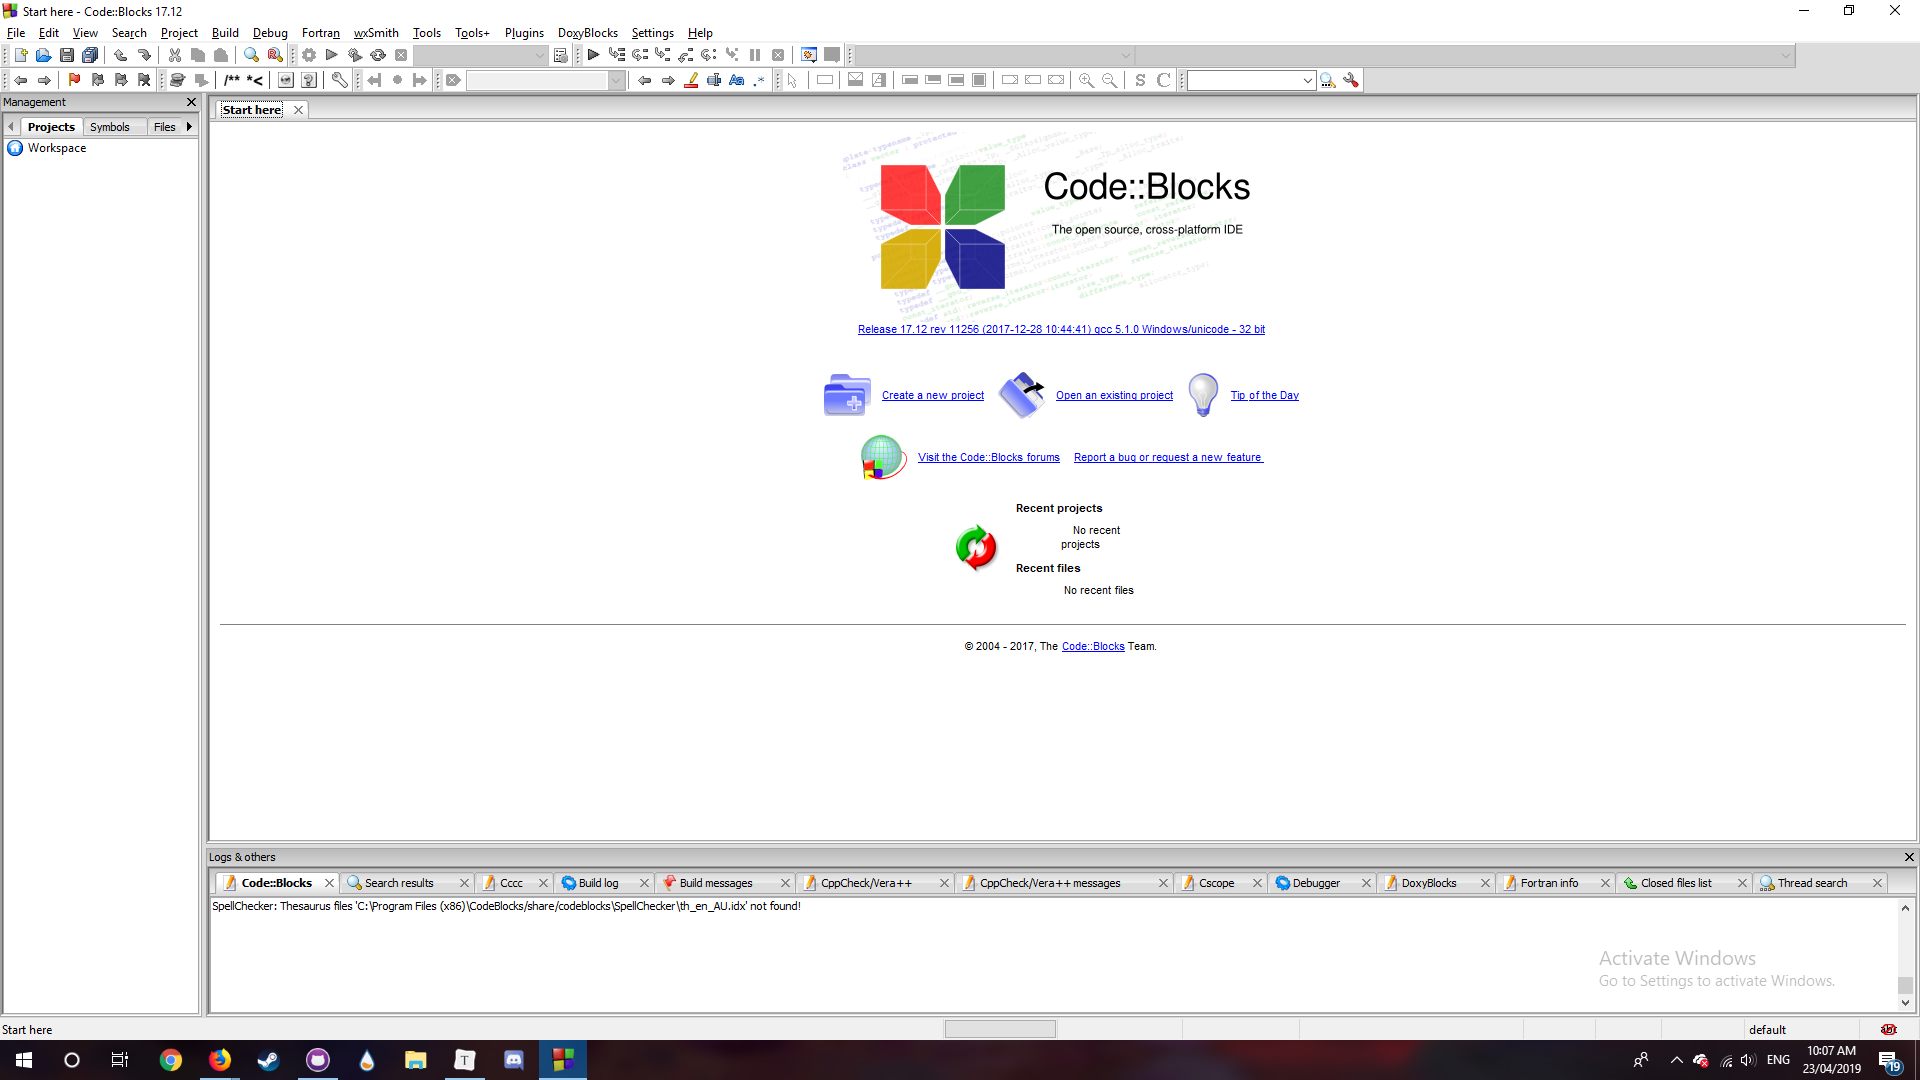 Start here - Code::Blocks 17.12
File Edit View Search Project Build Debug Fortran wxSmith Tools Tools+ Plugins DoxyBlocks Settings Help
/** *<
S C
Management
Projects Symbols Files
Workspace
Start here
Code::Blocks
The open source, cross-platform IDE
Release 17.12 rev 11256 (2017-12-28 10:44:41) gcc 5.1.0 Windows/unicode - 32 bit
Create a new project Open an existing project Tip of the Day
Visit the Code::Blocks forums Report a bug or request a new feature
Recent projects
No recent
projects
Recent files
No recent files
© 2004 - 2017, The Code::Blocks Team.
Logs & others
Code::Blocks Search results Cccc Build log Build messages CppCheck/Vera++ CppCheck/Vera++ messages Cscope Debugger DoxyBlocks Fortran info Closed files list Thread search
SpellChecker: Thesaurus files 'C:\Program Files (x86)\CodeBlocks/share/codeblocks\SpellChecker\th_en_AU.idx' not found!
Activate Windows
Go to Settings to activate Windows.
Start here
default
ENG
10:07 AM
23/04/2019
19